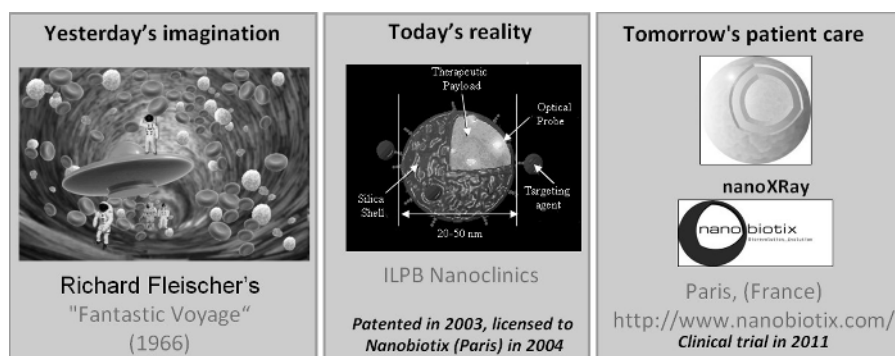 Yesterday's imagination
Richard Fleischer's
"Fantastic Voyage“
(1966)
Today's reality
Therapeutic
Payload
Optical
Probe
Silica
Shell
Targeting
agent
20-50 nm
ILPB Nanoclinics
Patented in 2003, licensed to
Nanobiotix (Paris) in 2004
Tomorrow's patient care
nanoXRay
nanobiotix
Paris, (France)
http://www.nanobiotix.com/
Clinical trial in 2011